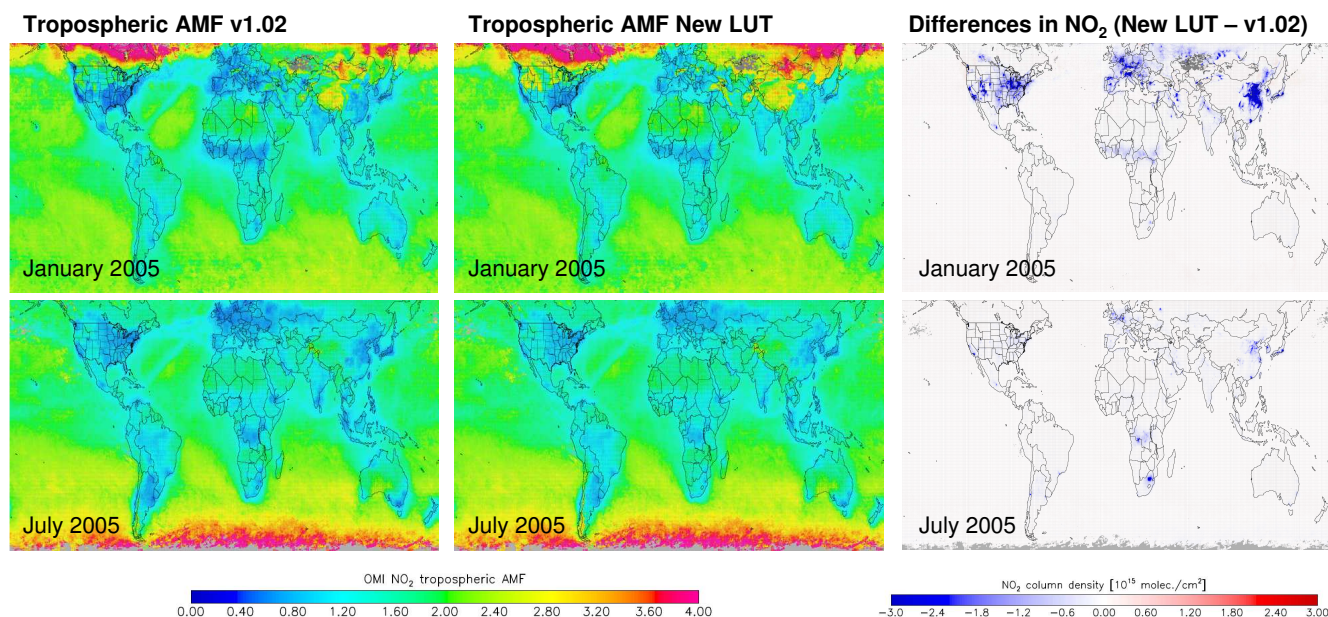 Tropospheric AMF v1.02
Tropospheric AMF New LUT
Differences in NO₂ (New LUT – v1.02)
January 2005
January 2005
January 2005
July 2005
July 2005
July 2005
OMI NO₂ tropospheric AMF
0.00 0.40 0.80 1.20 1.60 2.00 2.40 2.80 3.20 3.60 4.00
NO₂ column density [10¹⁵ molec./cm²]
-3.0 -2.4 -1.8 -1.2 -0.6 0.00 0.60 1.20 1.80 2.40 3.00